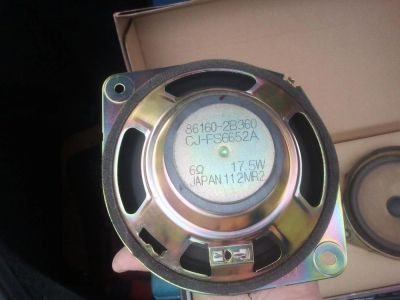 86160-2B360
CJ-FS6652A
6Ω 17.5W
JAPAN 112MR2